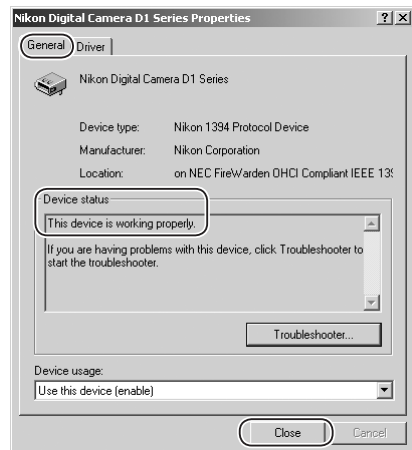 Nikon Digital Camera D1 Series Properties
General Driver
Nikon Digital Camera D1 Series
Device type: Nikon 1394 Protocol Device
Manufacturer: Nikon Corporation
Location: on NEC FireWarden OHCI Compliant IEEE 139
Device status
This device is working properly.
If you are having problems with this device, click Troubleshooter to
start the troubleshooter.
Troubleshooter...
Device usage:
Use this device (enable)
Close Cancel